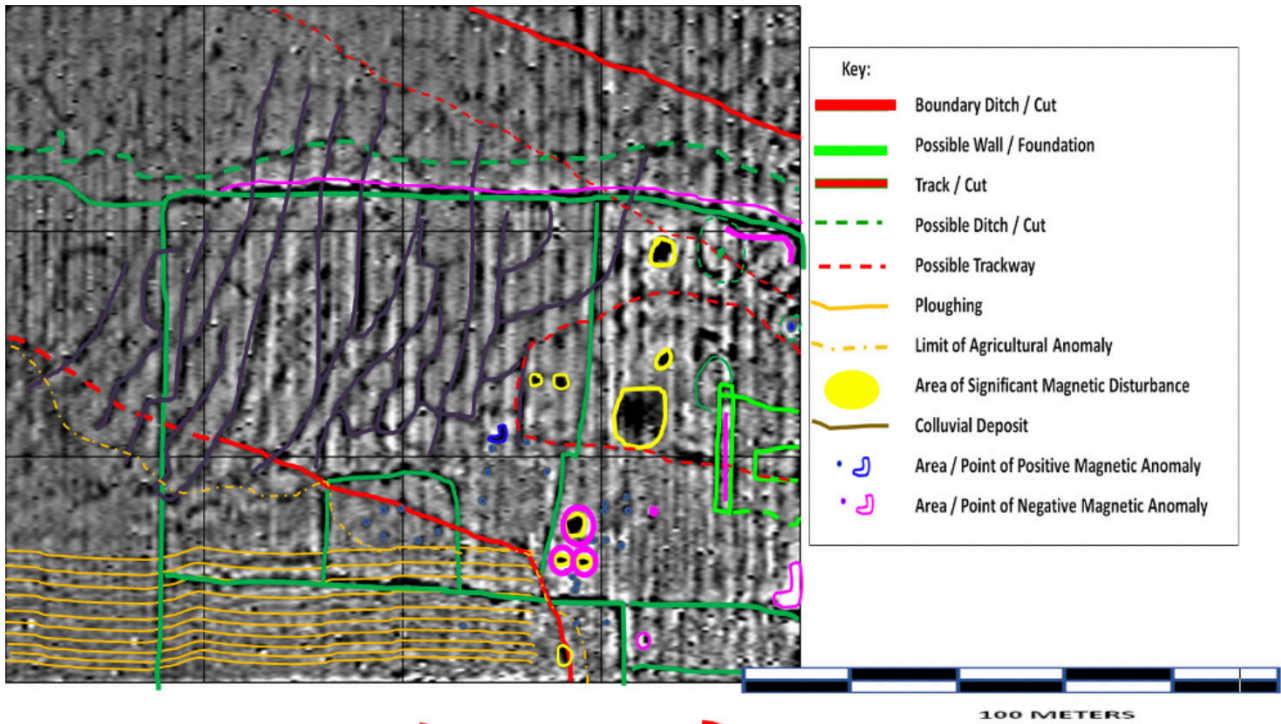 Key:
Boundary Ditch / Cut
Possible Wall / Foundation
Track / Cut
Possible Ditch / Cut
Possible Trackway
Ploughing
Limit of Agricultural Anomaly
Area of Significant Magnetic Disturbance
Colluvial Deposit
Area / Point of Positive Magnetic Anomaly
Area / Point of Negative Magnetic Anomaly
100 METERS